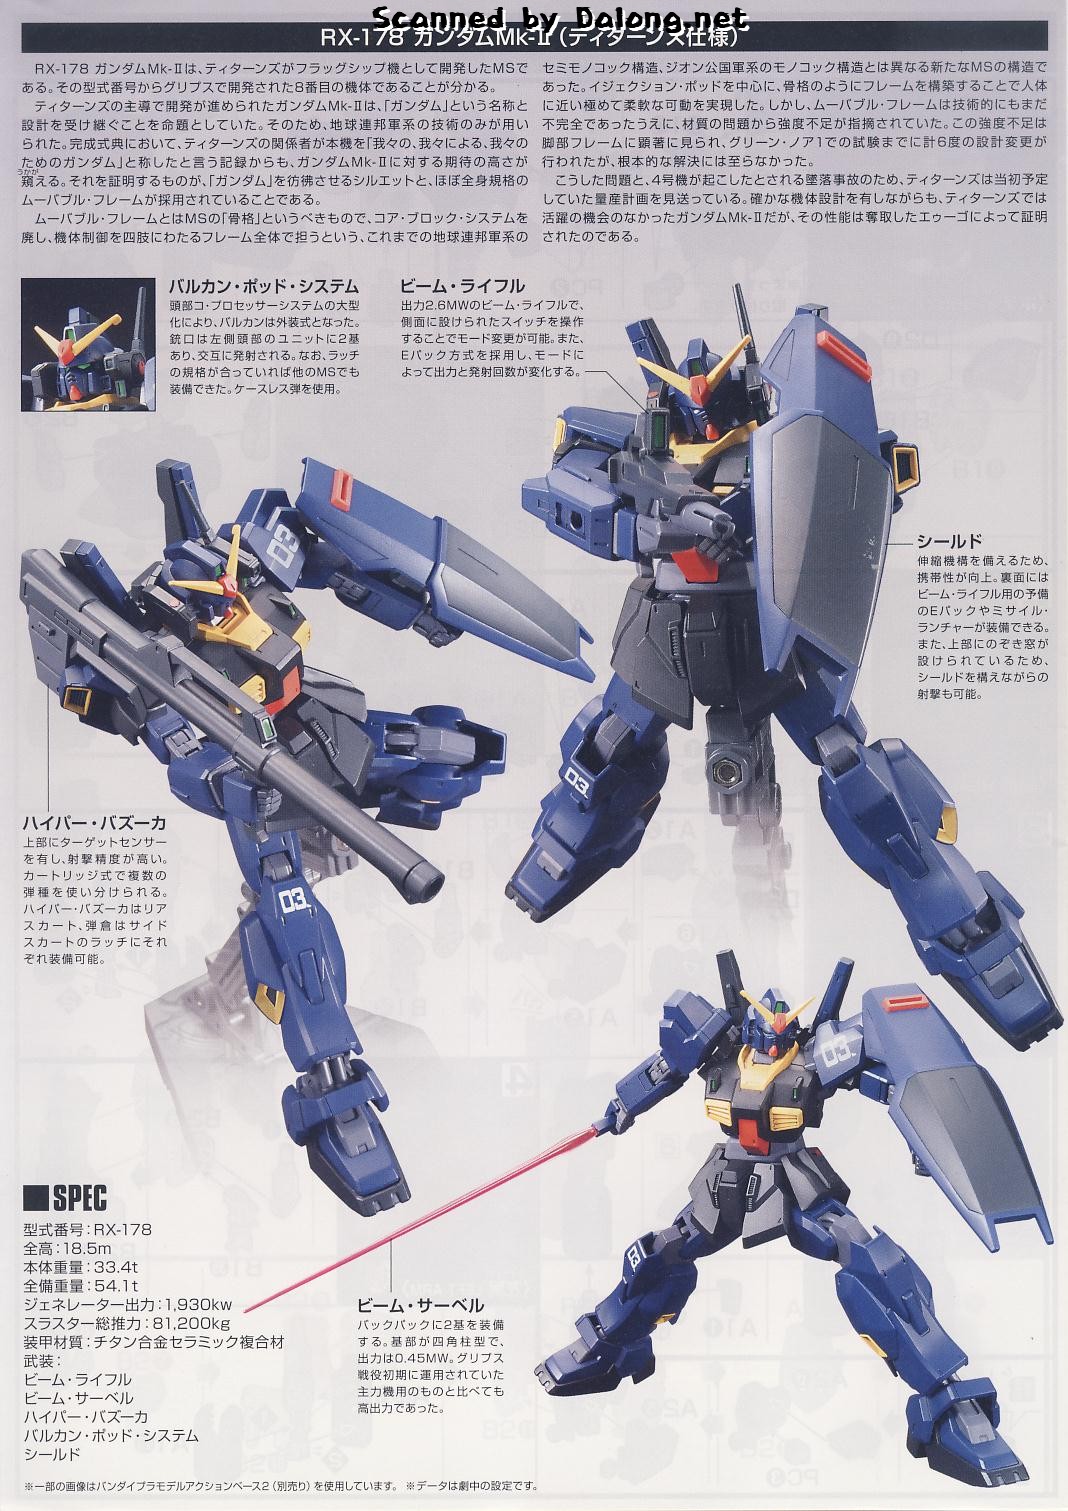 Scanned by Dalong.net
RX-178 ガンダムMk-Ⅱ（ティターンズ仕様）
RX-178 ガンダムMk-Ⅱは、ティターンズがフラッグシップ機として開発したMSで
ある。その型式番号からグリプスで開発された8番目の機体であることが分かる。
ティターンズの主導で開発が進められたガンダムMk-Ⅱは、「ガンダム」という名称と
設計を受け継ぐことを命題としていた。そのため、地球連邦軍系の技術のみが用い
られた。完成式典において、ティターンズの関係者が本機を「我々の、我々による、我々の
ためのガンダム」と称したと言う記録からも、ガンダムMk-Ⅱに対する期待の高さが
うかが
窺える。それを証明するものが、「ガンダム」を彷彿させるシルエットと、ほぼ全身規格の
ムーバブル・フレームが採用されていることである。
ムーバブル・フレームとはMSの「骨格」というべきもので、コア・ブロック・システムを
廃し、機体制御を四肢にわたるフレーム全体で担うという、これまでの地球連邦軍系の
セミモノコック構造、ジオン公国軍系のモノコック構造とは異なる新たなMSの構造で
あった。イジェクション・ポッドを中心に、骨格のようにフレームを構築することで人体
に近い極めて柔軟な可動を実現した。しかし、ムーバブル・フレームは技術的にもまだ
不完全であったうえに、材質の問題から強度不足が指摘されていた。この強度不足は
脚部フレームに顕著に見られ、グリーン・ノア1での試験までに計6度の設計変更が
行われたが、根本的な解決には至らなかった。
こうした問題と、4号機が起こしたとされる墜落事故のため、ティターンズは当初予定
していた量産計画を見送っている。確かな機体設計を有しながらも、ティターンズでは
活躍の機会のなかったガンダムMk-Ⅱだが、その性能は奪取したエゥーゴによって証明
されたのである。
バルカン・ポッド・システム
頭部コ・プロセッサーシステムの大型
化により、バルカンは外装式となった。
銃口は左側頭部のユニットに2基
あり、交互に発射される。なお、ラッチ
の規格が合っていれば他のMSでも
装備できた。ケースレス弾を使用。
ビーム・ライフル
出力2.6MWのビーム・ライフルで、
側面に設けられたスイッチを操作
することでモード変更が可能。また、
Eパック方式を採用し、モードに
よって出力と発射回数が変化する。
シールド
伸縮機構を備えるため、
携帯性が向上。裏面には
ビーム・ライフル用の予備
のEパックやミサイル・
ランチャーが装備できる。
また、上部にのぞき窓が
設けられているため、
シールドを構えながらの
射撃も可能。
03
03
03
ハイパー・バズーカ
上部にターゲットセンサー
を有し、射撃精度が高い。
カートリッジ式で複数の
弾種を使い分けられる。
ハイパー・バズーカはリア
スカート、弾倉はサイド
スカートのラッチにそれ
ぞれ装備可能。
03
03
■SPEC
型式番号：RX-178
全高：18.5m
本体重量：33.4t
全備重量：54.1t
ジェネレーター出力：1,930kw
スラスター総推力：81,200kg
装甲材質：チタン合金セラミック複合材
武装：
ビーム・ライフル
ビーム・サーベル
ハイパー・バズーカ
バルカン・ポッド・システム
シールド
ビーム・サーベル
バックパックに2基を装備
する。基部が四角柱型で、
出力は0.45MW。グリプス
戦役初期に運用されていた
主力機用のものと比べても
高出力であった。
※一部の画像はバンダイプラモデルアクションベース2（別売り）を使用しています。 ※データは劇中の設定です。